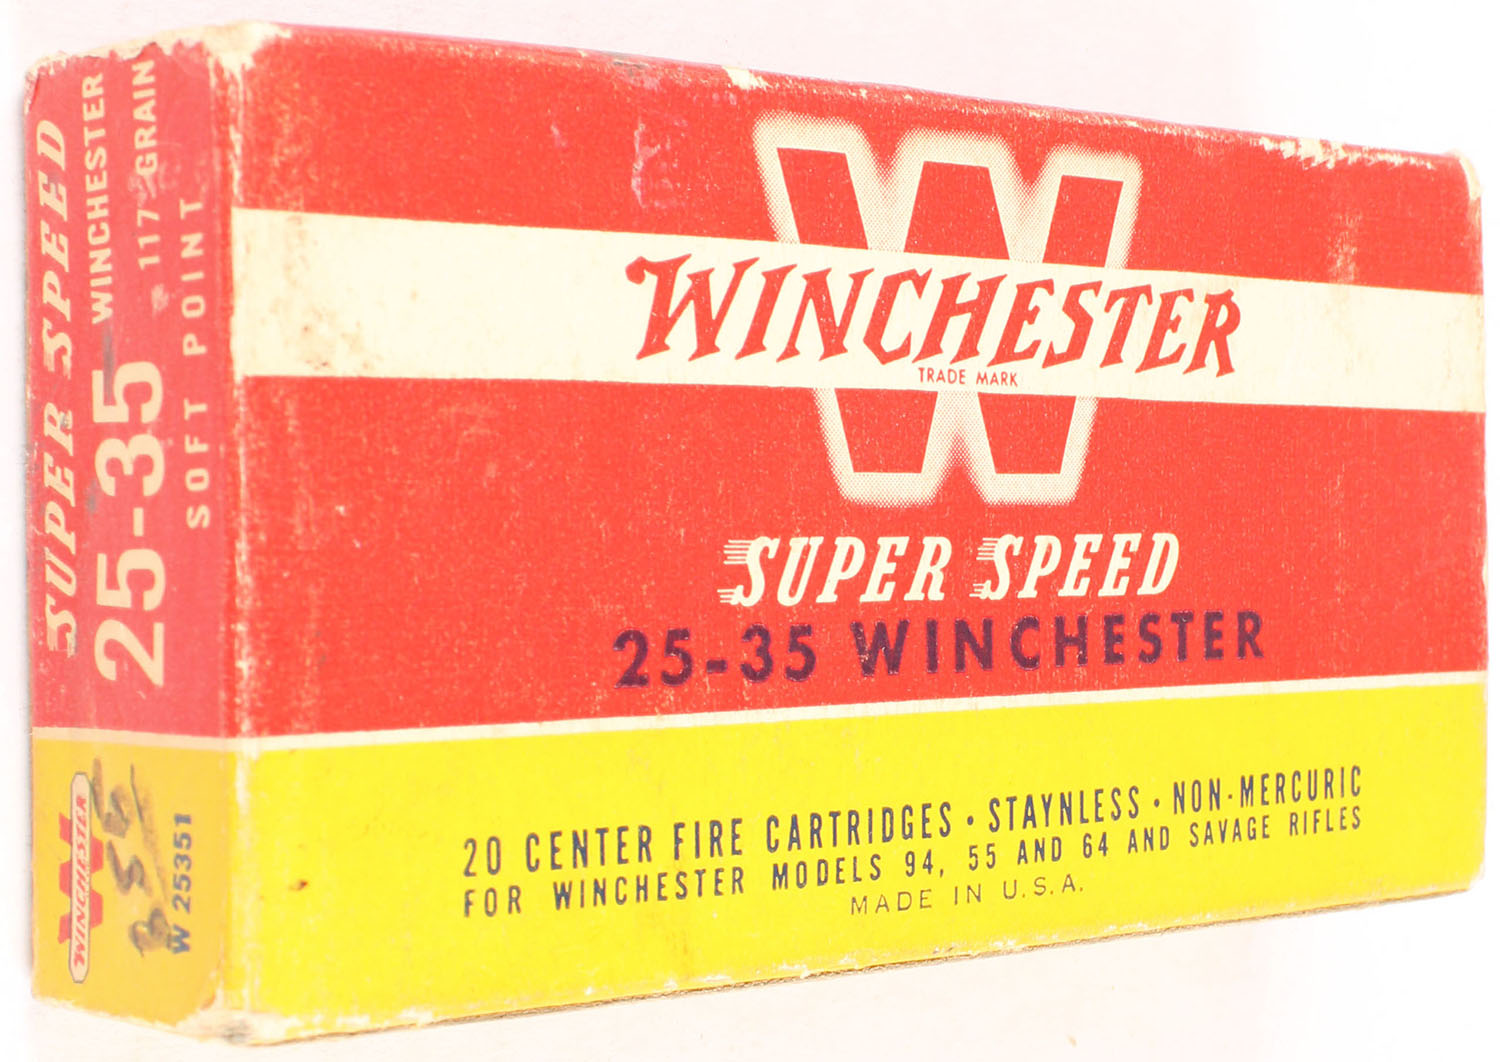 SUPER SPEED
25-35 WINCHESTER
117 GRAIN
SOFT POINT
WINCHESTER
W 25351
W
WINCHESTER
TRADE MARK
SUPER SPEED
25-35 WINCHESTER
20 CENTER FIRE CARTRIDGES · STAYNLESS · NON-MERCURIC
FOR WINCHESTER MODELS 94, 55 AND 64 AND SAVAGE RIFLES
MADE IN U.S.A.